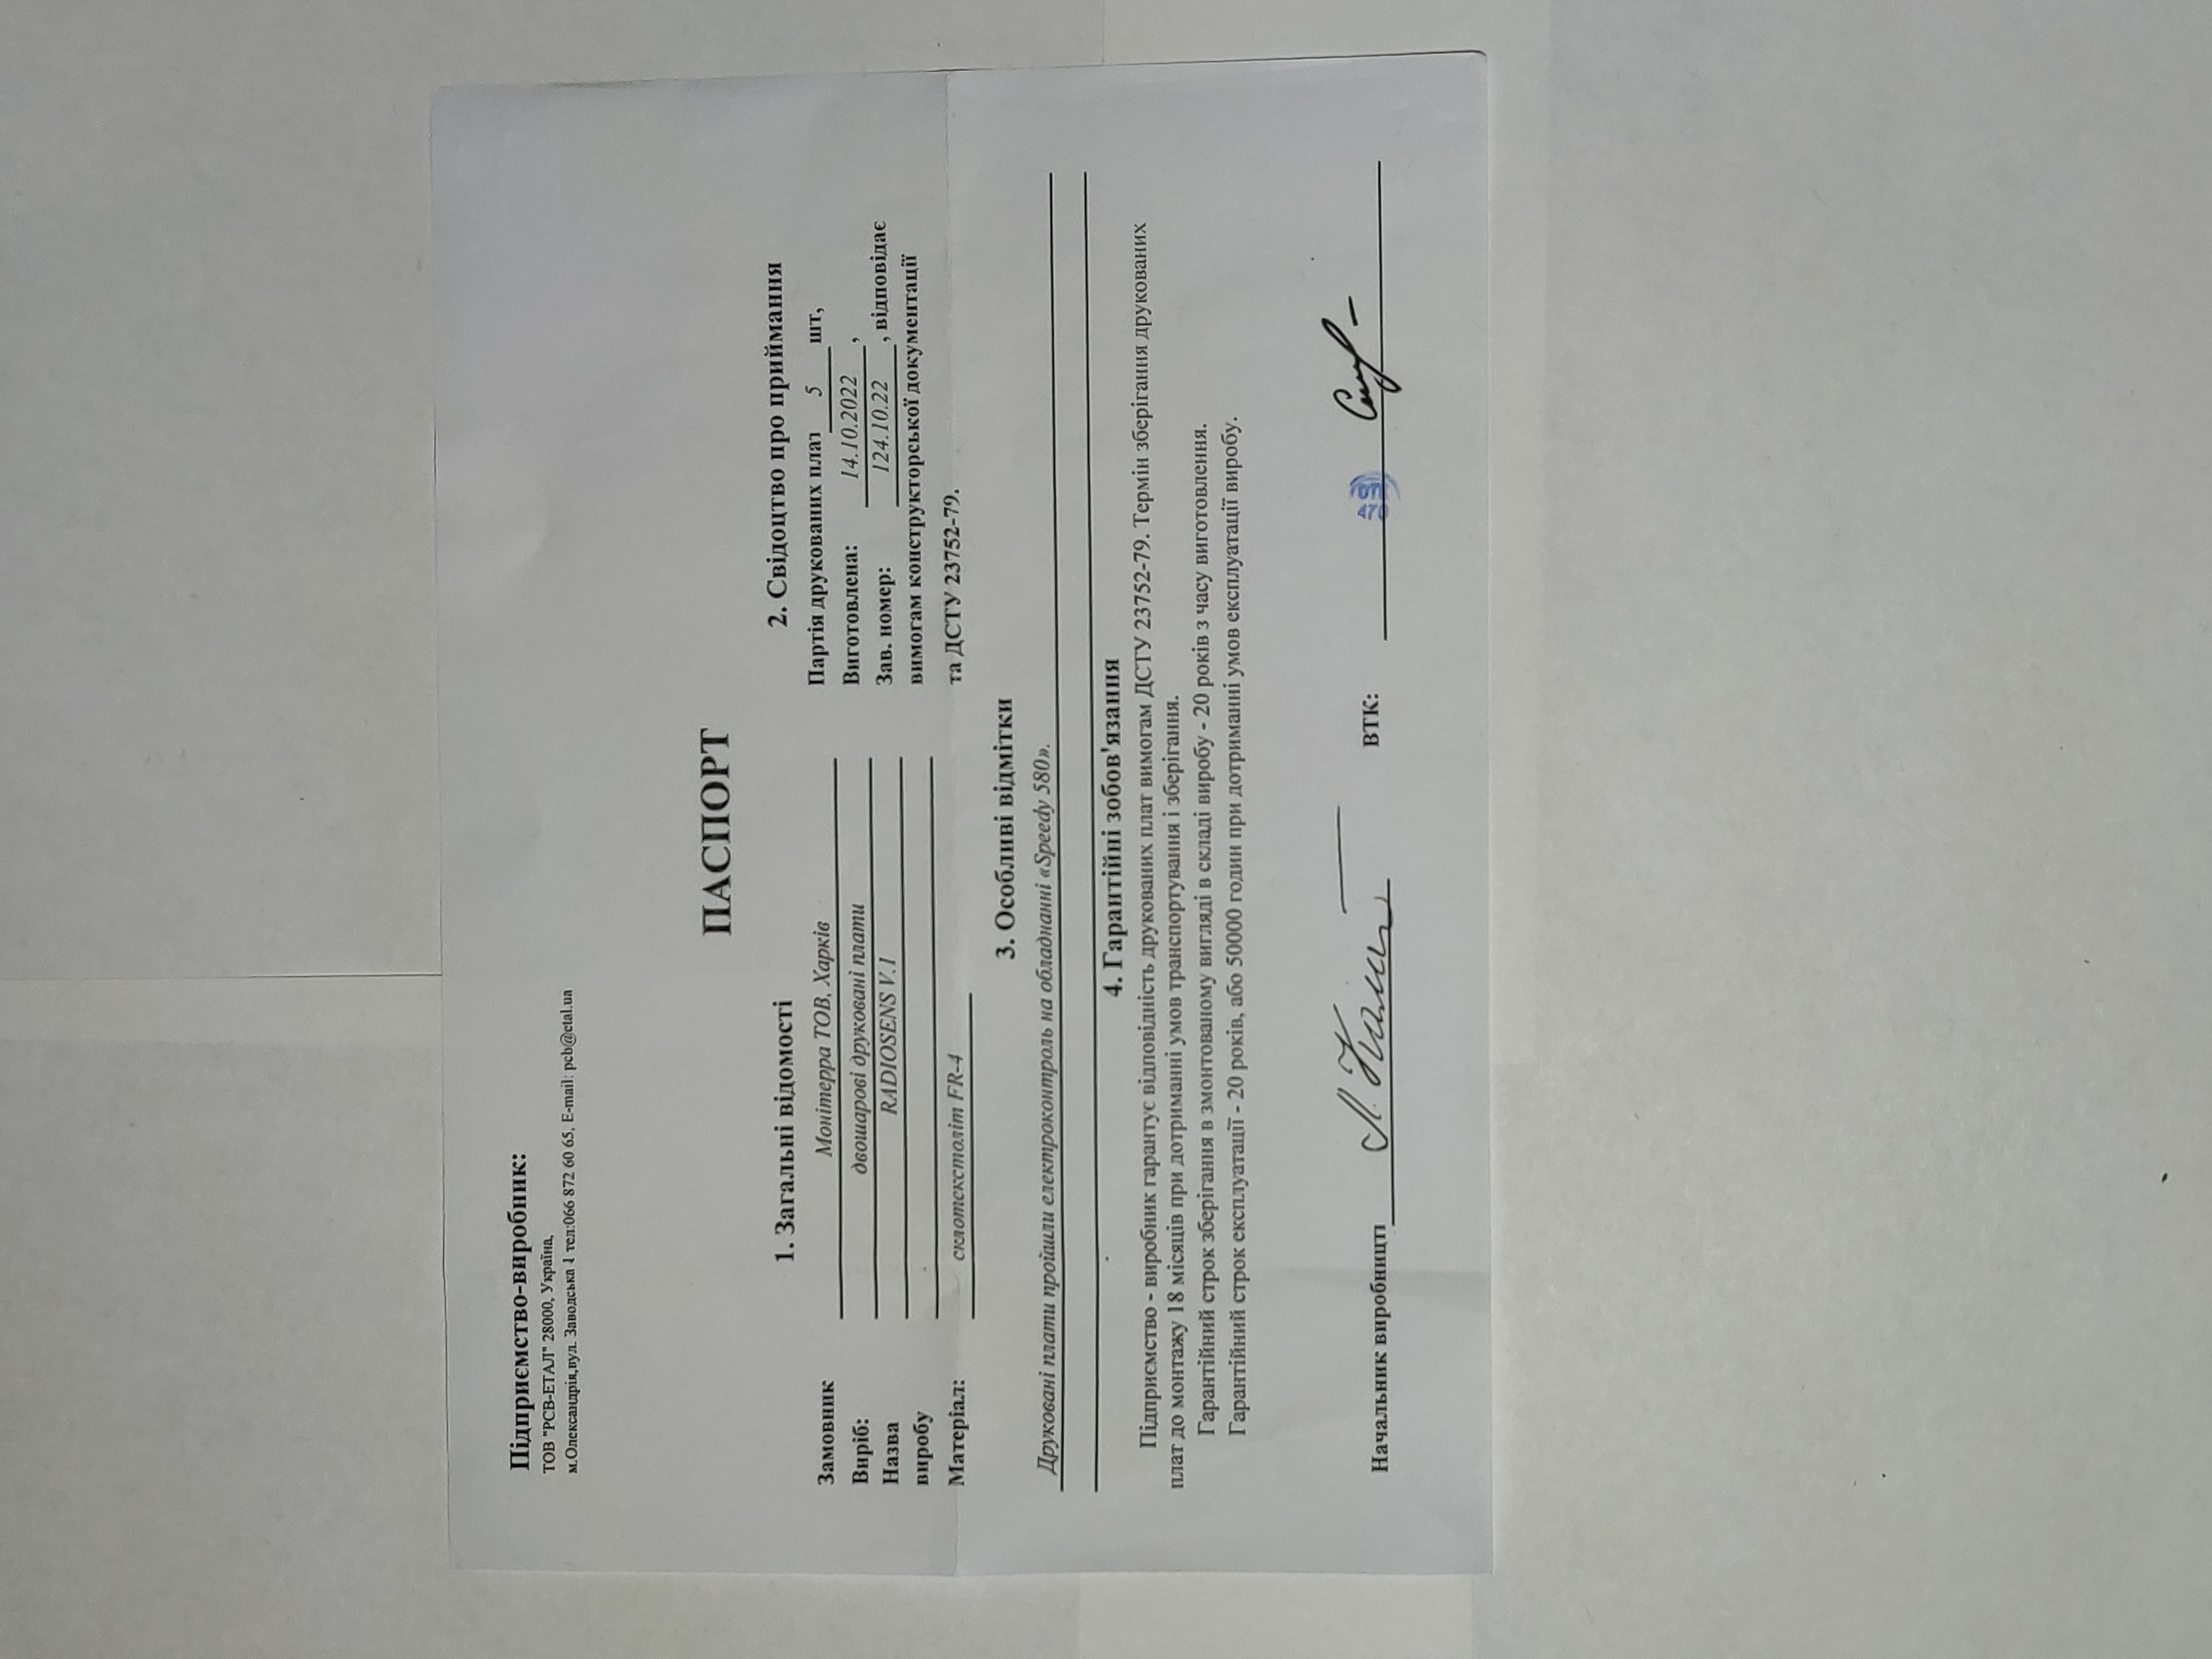 Підприємство-виробник:
ТОВ "РСВ-ЕТАЛ" 28000, Україна,
м.Олександрія,вул. Заводська 1 тел:066 872 60 65, E-mail: pcb@etal.ua
ПАСПОРТ
1. Загальні відомості
Замовник Монітерра ТОВ, Харків
Виріб: двошарові друковані плати
Назва RADIOSENS V.1
виробу
Матеріал: склотекстоліт FR-4
2. Свідоцтво про приймання
Партія друкованих плат 5 шт,
Виготовлена: 14.10.2022 ,
Зав. номер: 124.10.22 , відповідає
вимогам конструкторської документації
та ДСТУ 23752-79.
3. Особливі відмітки
Друковані плати пройшли електроконтроль на обладнанні «Speedy 580».
4. Гарантійні зобов'язання
Підприємство - виробник гарантує відповідність друкованих плат вимогам ДСТУ 23752-79. Термін зберігання друкованих
плат до монтажу 18 місяців при дотриманні умов транспортування і зберігання.
Гарантійний строк зберігання в змонтованому вигляді в складі виробу - 20 років з часу виготовлення.
Гарантійний строк експлуатації - 20 років, або 50000 годин при дотриманні умов експлуатації виробу.
Начальник виробницт ВТК: